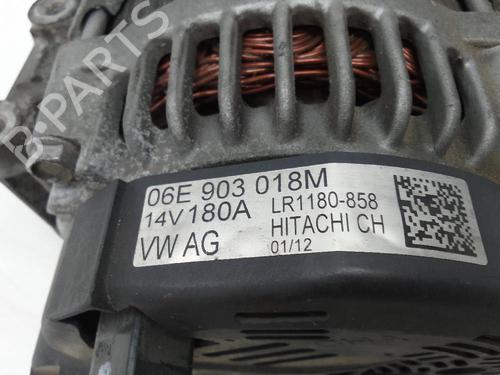 B-PARTS
06E 903 018M
14V 180A LR1180-858
VW AG HITACHI CH
01/12